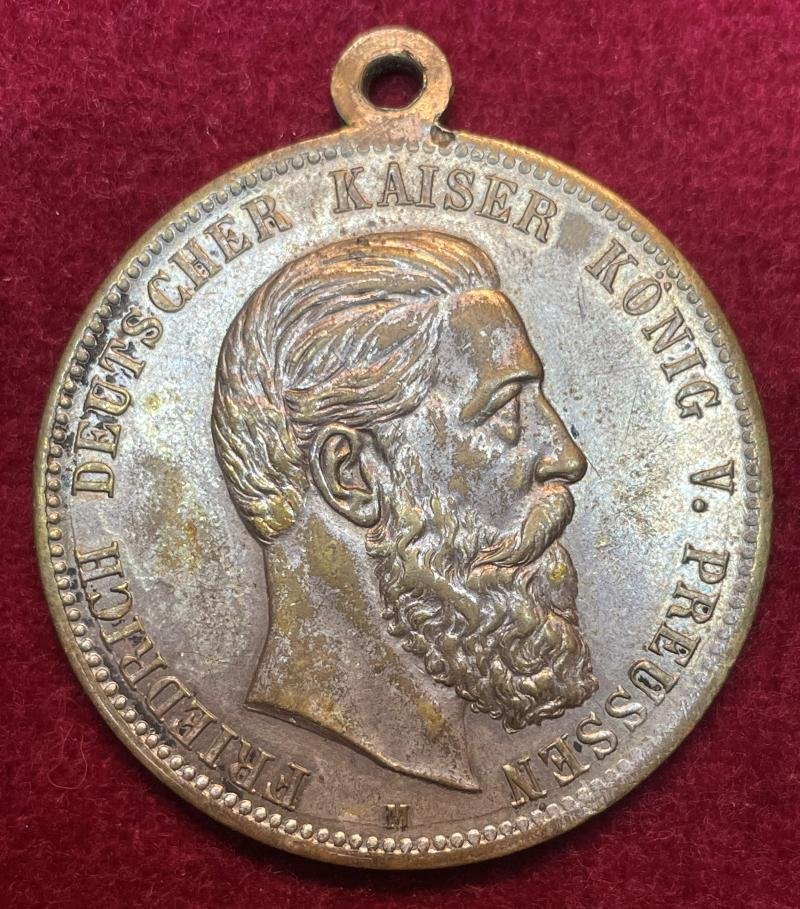 FRIEDRICH DEUTSCHER KAISER KÖNIG V. PREUSSEN
M